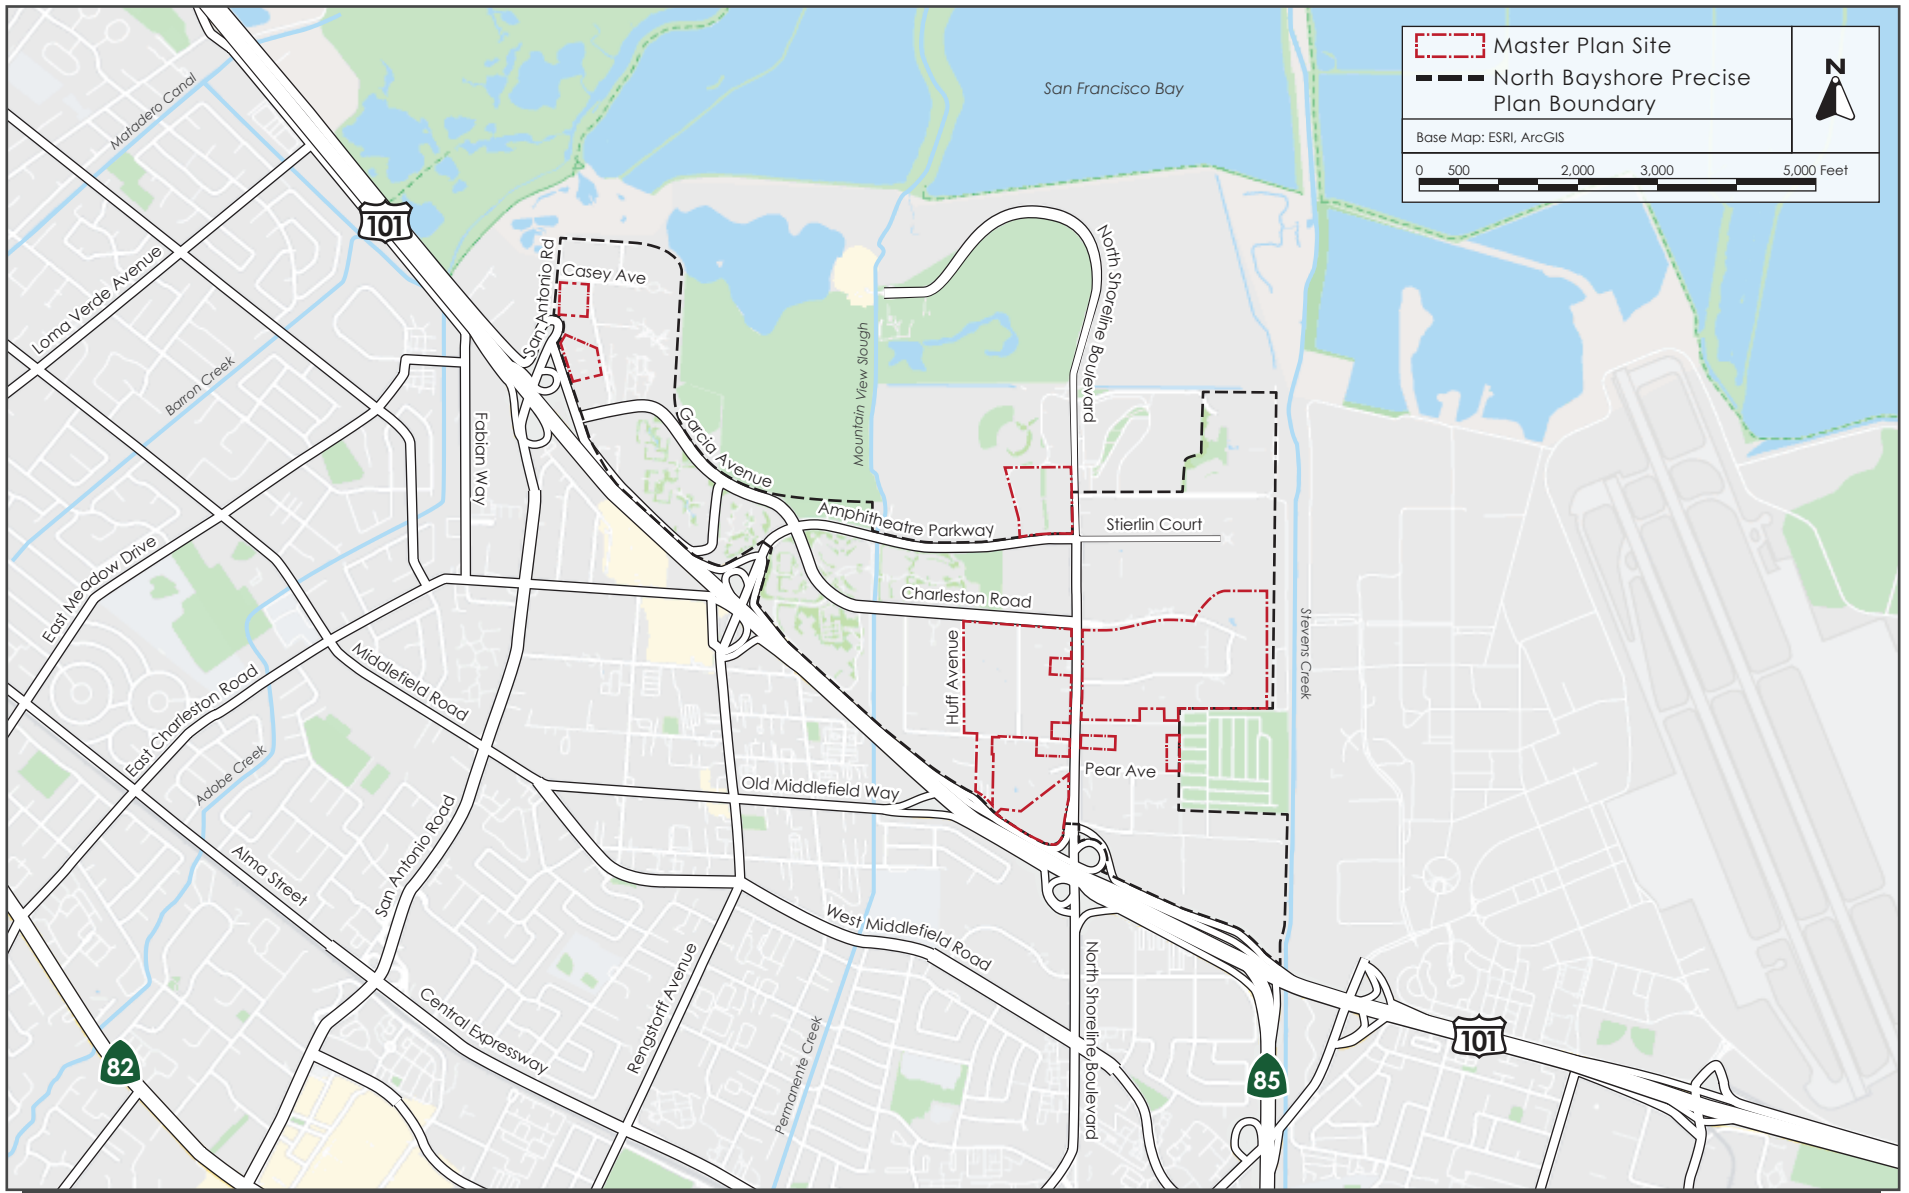 Master Plan Site
North Bayshore Precise
Plan Boundary
N
Base Map: ESRI, ArcGIS
0 500 2,000 3,000 5,000 Feet
San Francisco Bay
Matadero Canal
101
San Antonio Rd
Casey Ave
North Shoreline Boulevard
Loma Verde Avenue
Barron Creek
Mountain View Slough
Fabian Way
Garcia Avenue
Amphitheatre Parkway
Stierlin Court
East Meadow Drive
Charleston Road
Huff Avenue
Stevens Creek
East Charleston Road
Middlefield Road
Adobe Creek
Pear Ave
Old Middlefield Way
San Antonio Road
Alma Street
West Middlefield Road
North Shoreline Boulevard
Rengstorff Avenue
Central Expressway
Permanente Creek
101
82
85